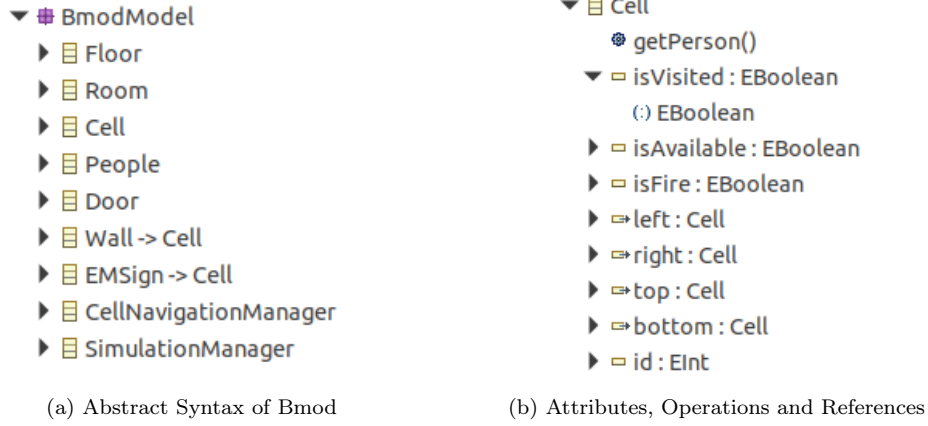 BmodModel
Floor
Room
Cell
People
Door
Wall -> Cell
EMSign -> Cell
CellNavigationManager
SimulationManager
(a) Abstract Syntax of Bmod
Cell
getPerson()
isVisited : EBoolean
EBoolean
isAvailable : EBoolean
isFire : EBoolean
left : Cell
right : Cell
top : Cell
bottom : Cell
id : EInt
(b) Attributes, Operations and References